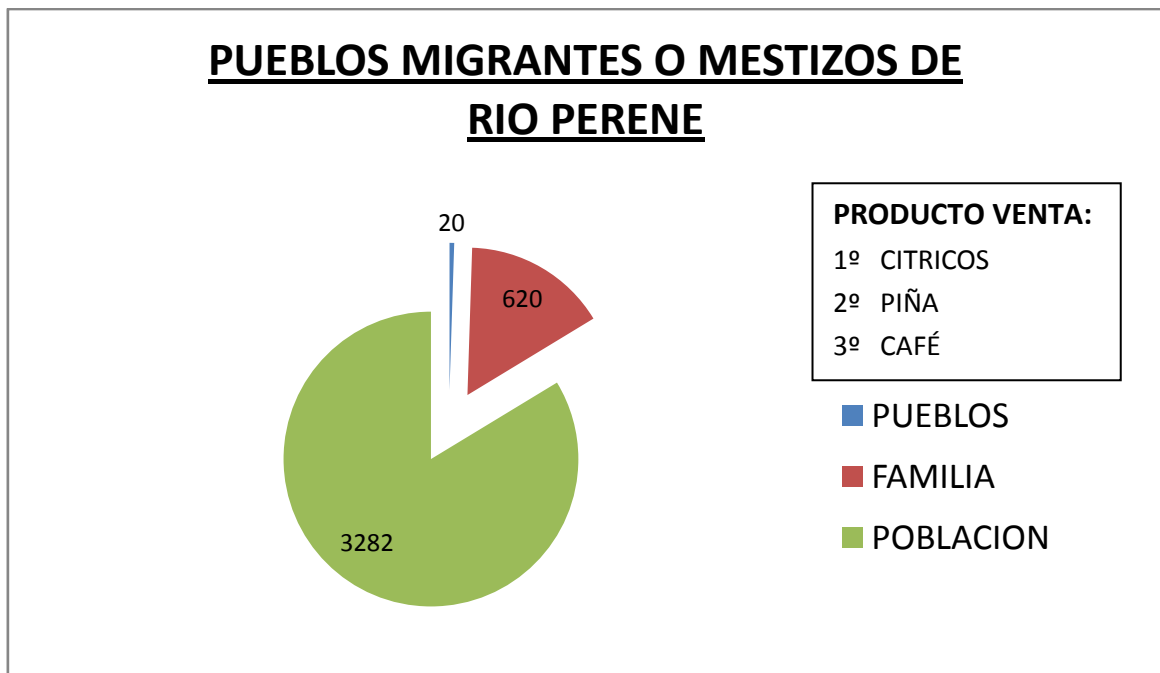 PUEBLOS MIGRANTES O MESTIZOS DE
RIO PERENE
20
620
3282
PRODUCTO VENTA:
1º CITRICOS
2º PIÑA
3º CAFÉ
PUEBLOS
FAMILIA
POBLACION